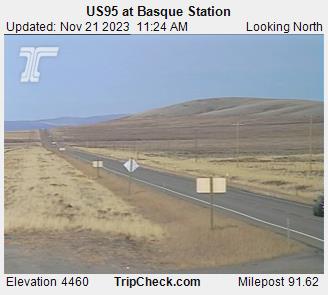 US95 at Basque Station
Updated: Nov 21 2023 11:24 AM Looking North
Elevation 4460 TripCheck.com Milepost 91.62